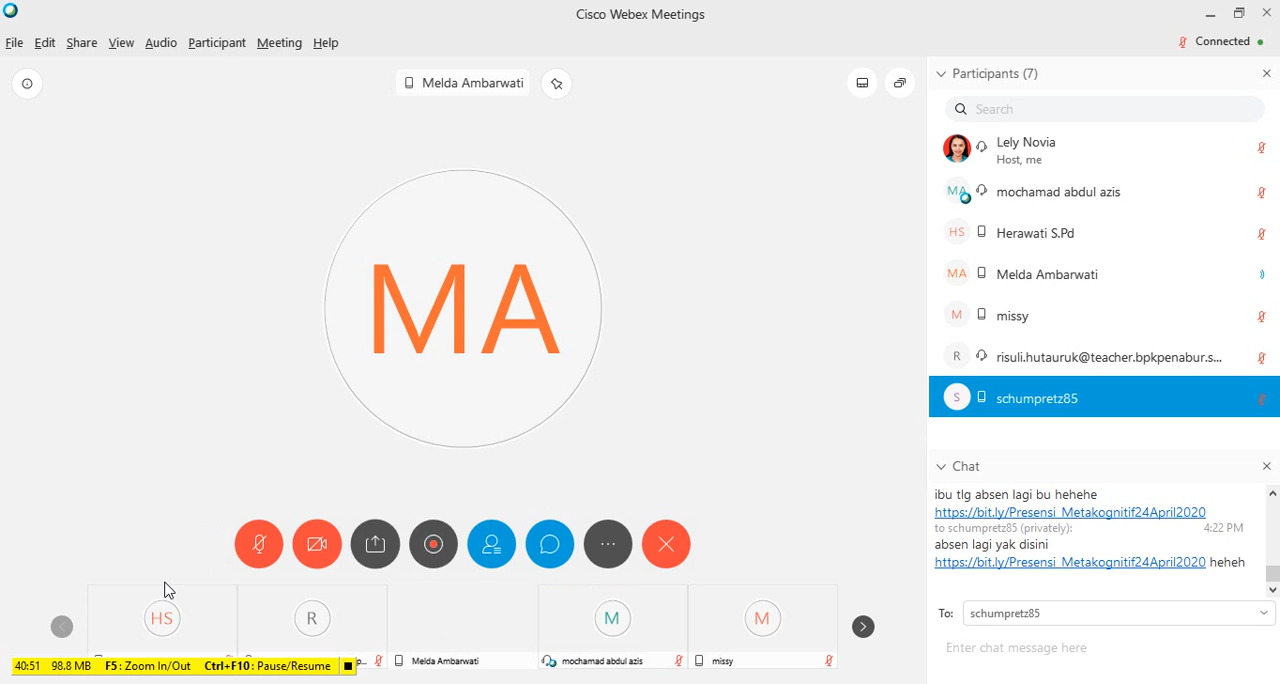 Cisco Webex Meetings
File Edit Share View Audio Participant Meeting Help
Connected
Melda Ambarwati
MA
Participants (7)
Search
Lely Novia
Host, me
MA mochamad abdul azis
HS Herawati S.Pd
MA Melda Ambarwati
M missy
R risuli.hutauruk@teacher.bpkpenabur.s...
S schumpretz85
Chat
ibu tlg absen lagi bu hehehe
https://bit.ly/Presensi_Metakognitif24April2020
to schumpretz85 (privately): 4:22 PM
absen lagi yak disini
https://bit.ly/Presensi_Metakognitif24April2020 heheh
To: schumpretz85
Enter chat message here
HS R M M
Melda Ambarwati mochamad abdul azis missy
40:51 98.8 MB F5: Zoom In/Out Ctrl+F10: Pause/Resume